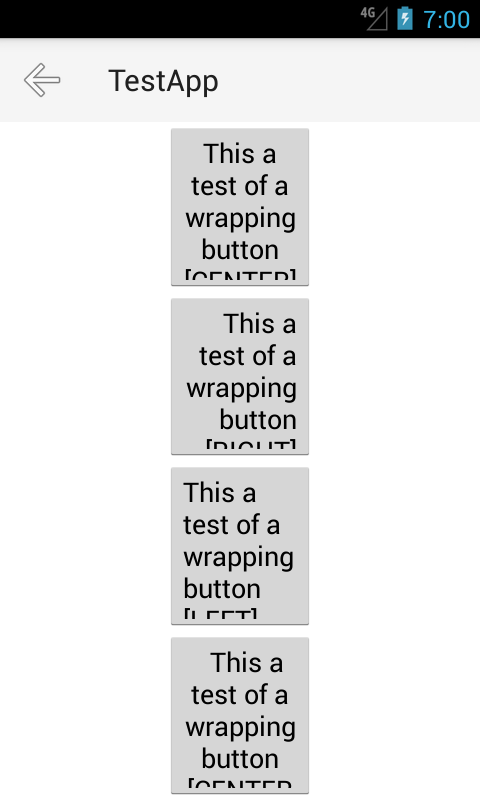 4G 7:00
TestApp
This a
test of a
wrapping
button
[CENTER]
This a
test of a
wrapping
button
[RIGHT]
This a
test of a
wrapping
button
[LEFT]
This a
test of a
wrapping
button
[CENTER